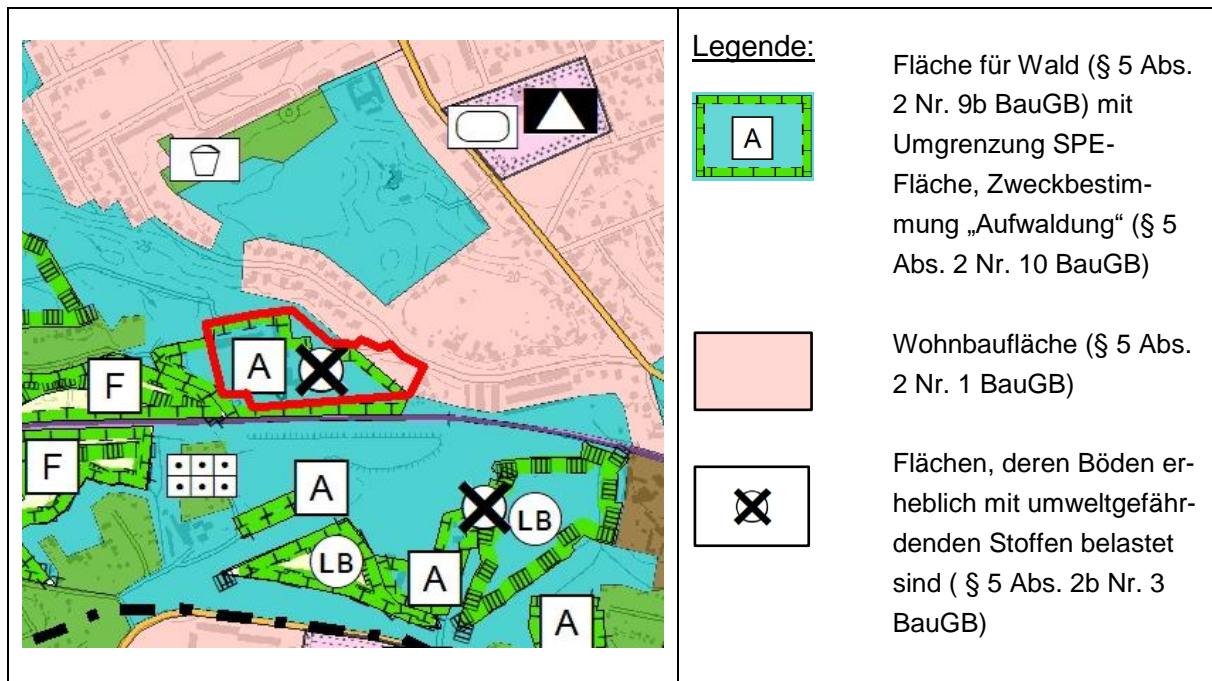 Legende:
Fläche für Wald (§ 5 Abs.
2 Nr. 9b BauGB) mit
Umgrenzung SPE-
Fläche, Zweckbestim-
mung „Aufwaldung“ (§ 5
Abs. 2 Nr. 10 BauGB)
A
Wohnbaufläche (§ 5 Abs.
2 Nr. 1 BauGB)
Flächen, deren Böden er-
heblich mit umweltgefähr-
denden Stoffen belastet
sind ( § 5 Abs. 2b Nr. 3
BauGB)
25
20
A
F
F
A
LB
LB
A
A